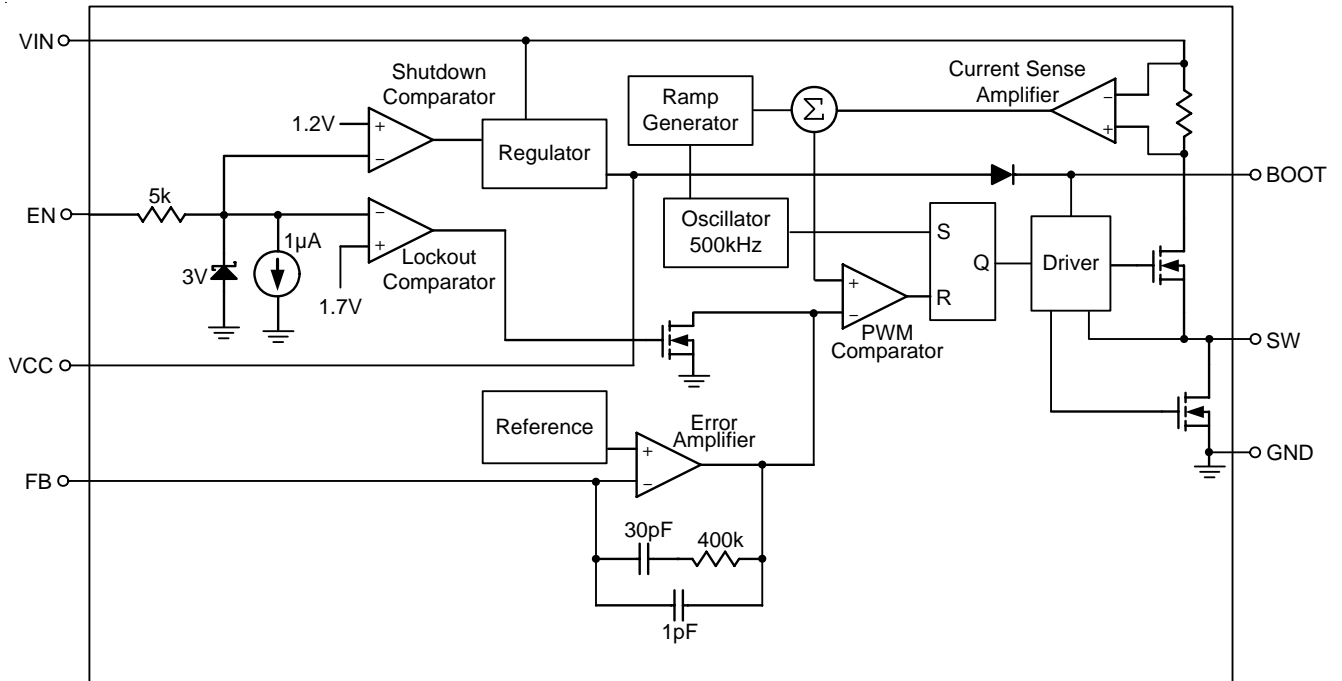 VIN
Shutdown
Comparator
1.2V
+
−
Regulator
Ramp
Generator
Σ
Current Sense
Amplifier
−
+
BOOT
EN
5k
3V
1µA
−
+
1.7V
Lockout
Comparator
Oscillator
500kHz
S
Q
R
Driver
+
−
PWM
Comparator
SW
VCC
Reference
Error
Amplifier
+
−
GND
FB
30pF
400k
1pF